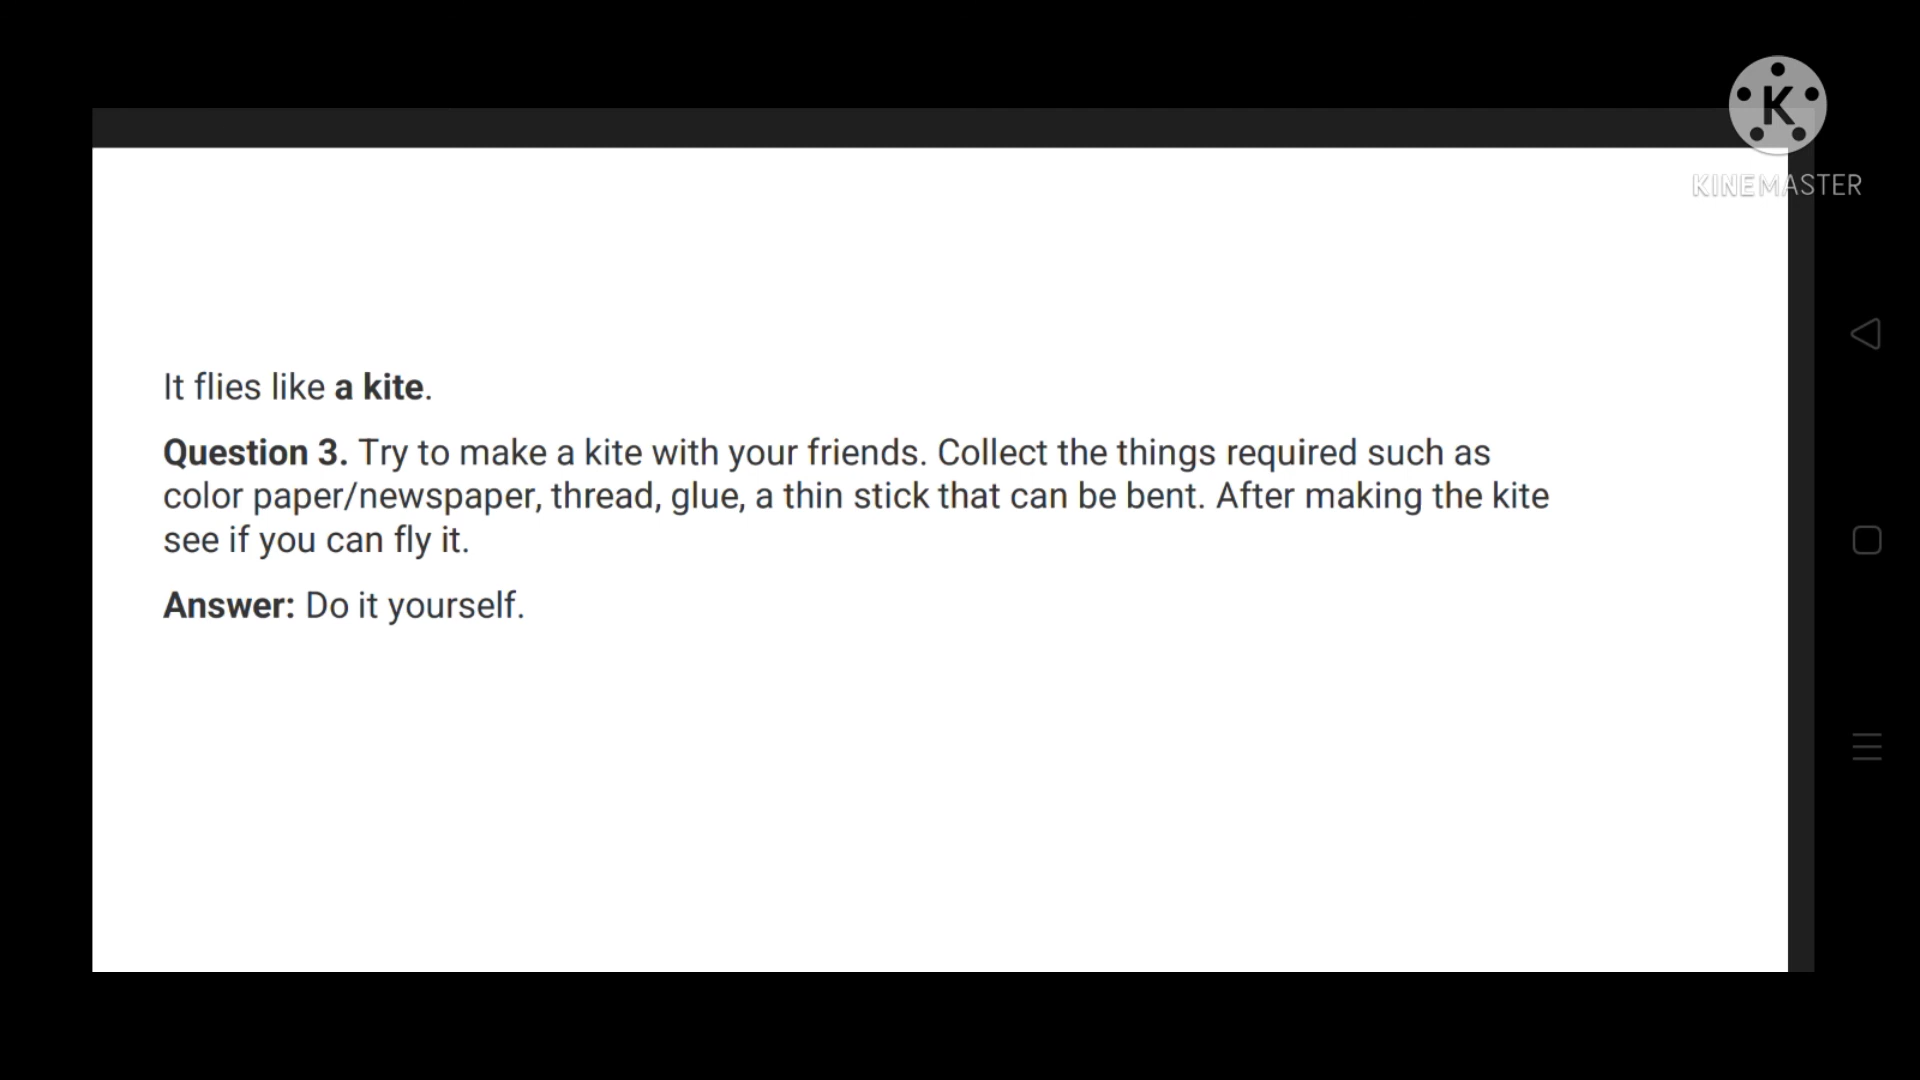 K
KINEMASTER
It flies like a kite.
Question 3. Try to make a kite with your friends. Collect the things required such as
color paper/newspaper, thread, glue, a thin stick that can be bent. After making the kite
see if you can fly it.
Answer: Do it yourself.